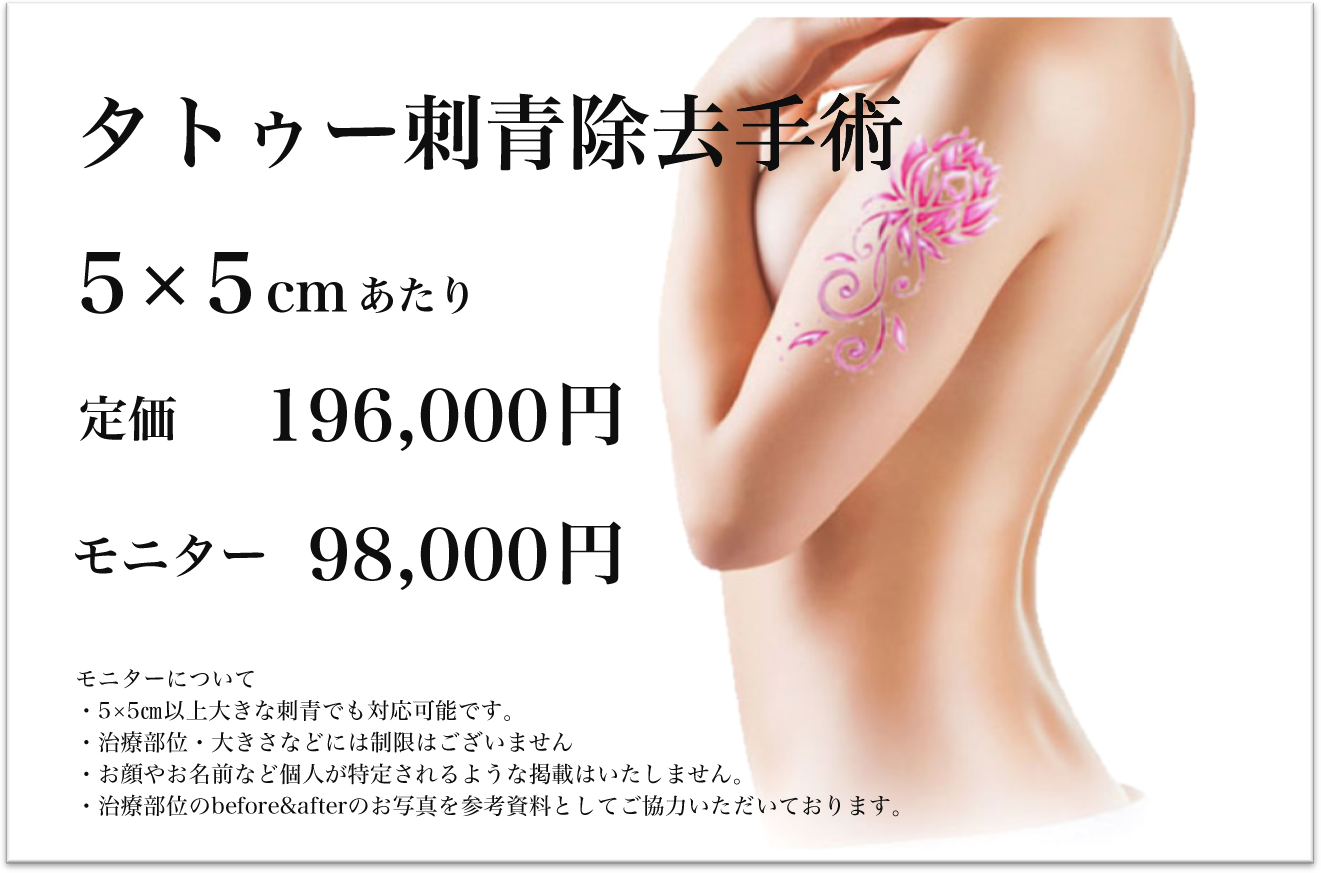 タトゥー刺青除去手術
5×5cmあたり
定価 196,000円
モニター 98,000円
モニターについて
・5×5㎝以上大きな刺青でも対応可能です。
・治療部位・大きさなどには制限はございません
・お顔やお名前など個人が特定されるような掲載はいたしません。
・治療部位のbefore&afterのお写真を参考資料としてご協力いただいております。